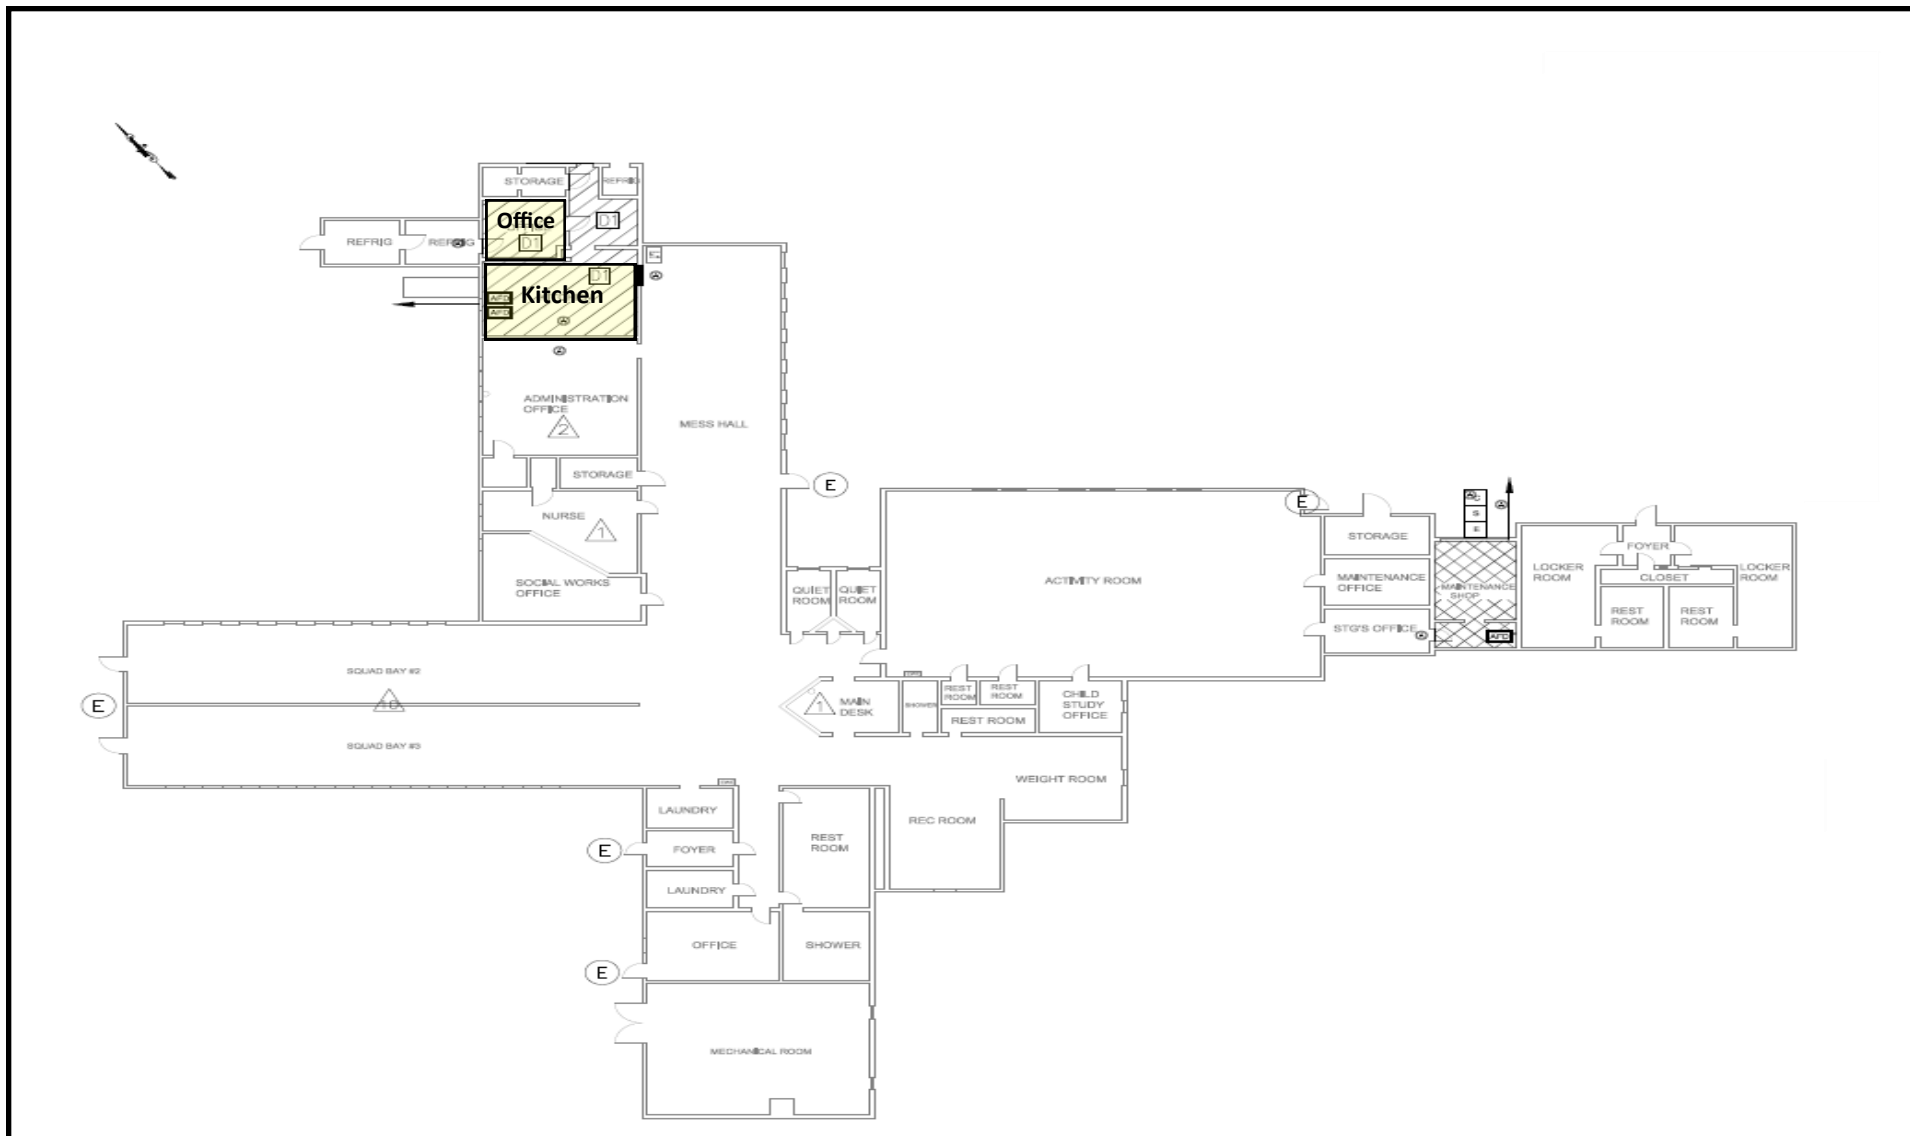 STORAGE
REFRIG
Office
D1
D1
REFRIG
REFRIG
D1
Kitchen
AFD
AFD
ADMINISTRATION
OFFICE
2
MESS HALL
STORAGE
E
NURSE
1
SOCIAL WORKS
OFFICE
QUIET
ROOM
QUIET
ROOM
ACTIVITY ROOM
E
STORAGE
MAINTENANCE
OFFICE
STG'S OFFICE
C
S
E
MAINTENANCE
SHOP
AFD
LOCKER
ROOM
FOYER
CLOSET
LOCKER
ROOM
REST
ROOM
REST
ROOM
SQUAD BAY #2
E
10
SQUAD BAY #3
1
MAIN
DESK
SHOWER
REST
ROOM
REST
ROOM
REST ROOM
CHILD
STUDY
OFFICE
WEIGHT ROOM
REC ROOM
LAUNDRY
E
FOYER
REST
ROOM
LAUNDRY
OFFICE
SHOWER
E
MECHANICAL ROOM